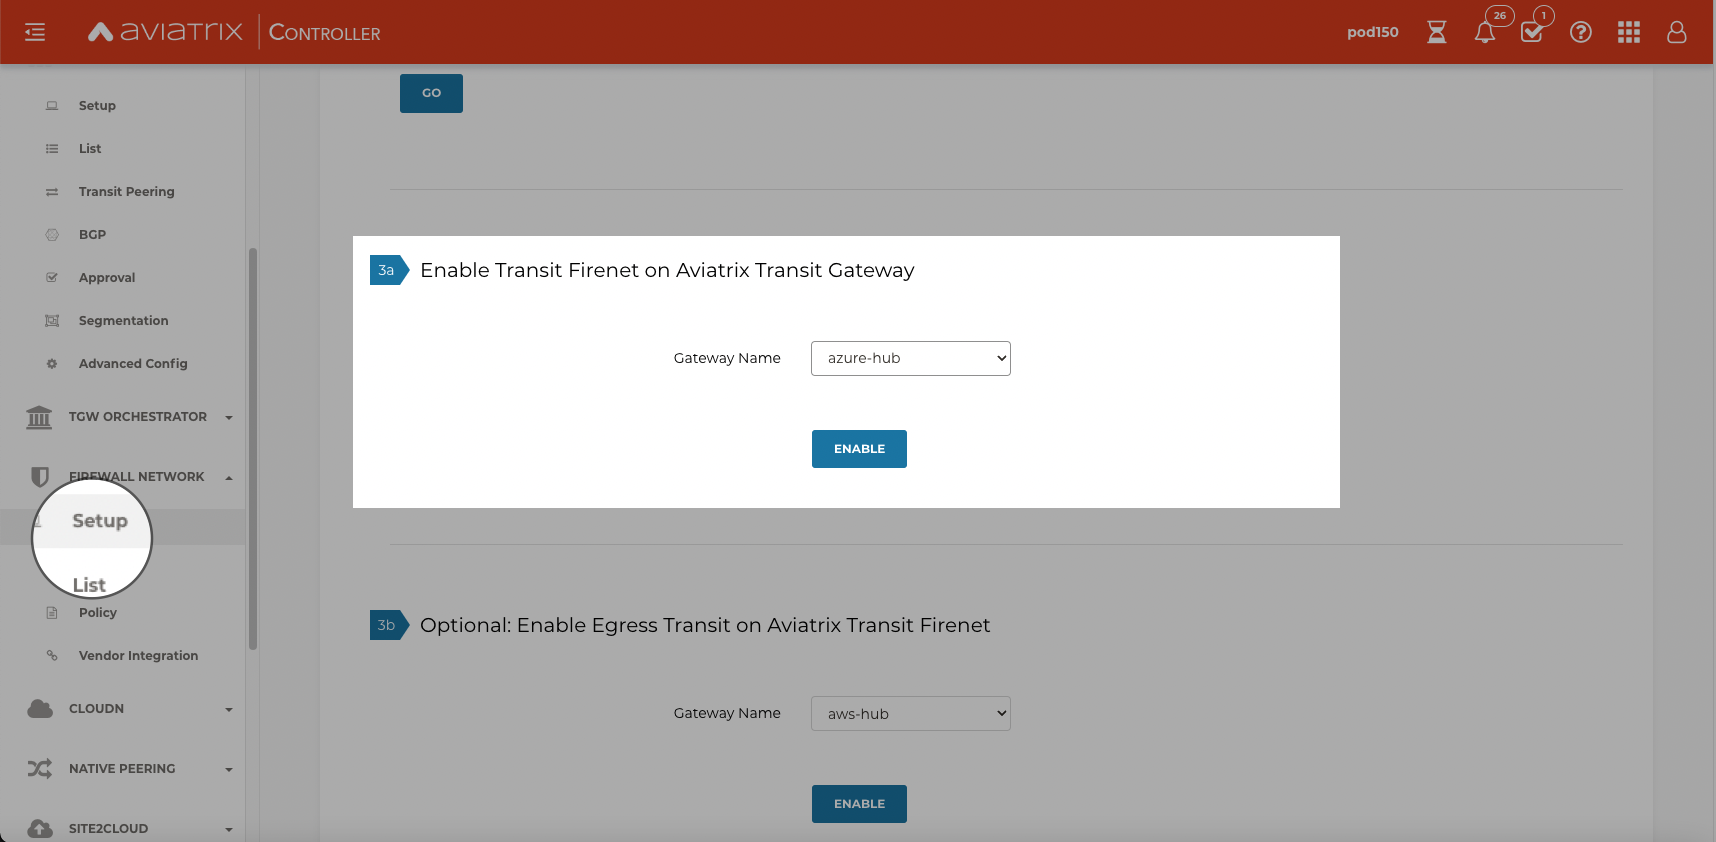 aviatrix CONTROLLER
pod150
26
1
?
Setup
List
Transit Peering
BGP
Approval
Segmentation
Advanced Config
TGW ORCHESTRATOR
FIREWALL NETWORK
Setup
List
Policy
Vendor Integration
CLOUDN
NATIVE PEERING
SITE2CLOUD
GO
3a Enable Transit Firenet on Aviatrix Transit Gateway
Gateway Name azure-hub
ENABLE
3b Optional: Enable Egress Transit on Aviatrix Transit Firenet
Gateway Name aws-hub
ENABLE